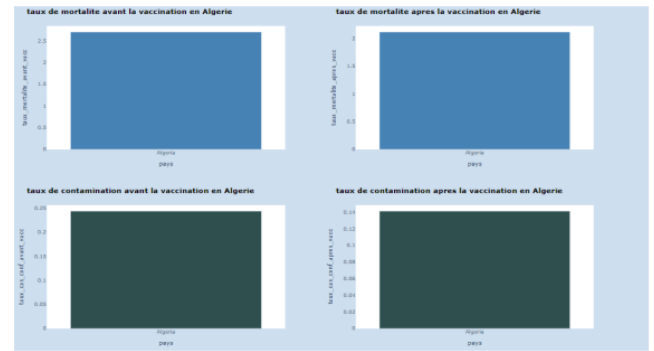 taux de mortalite avant la vaccination en Algerie
taux de mortalite apres la vaccination en Algerie
taux_mortalite_avant_vacc
2.5
2
1.5
1
0.5
0
Algeria
pays
taux_mortalite_apres_vacc
2
1.5
1
0.5
0
Algeria
pays
taux de contamination avant la vaccination en Algerie
taux de contamination apres la vaccination en Algerie
0.25
0.2
0.15
0.1
0.05
0
Algeria
pays
0.14
0.12
0.1
0.08
0.06
0.04
0.02
0
Algeria
pays